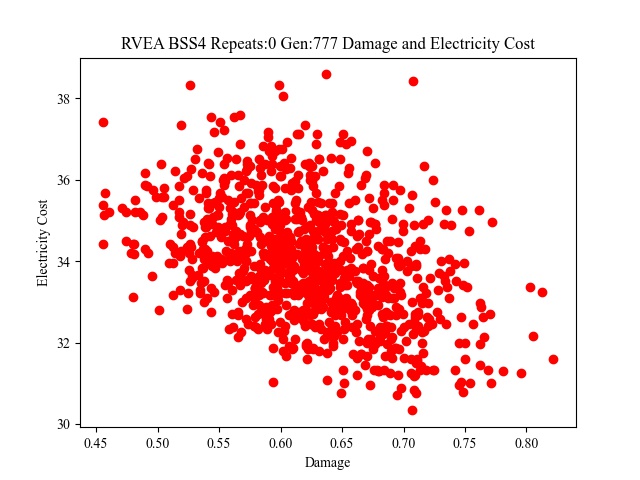 RVEA BSS4 Repeats:0 Gen:777 Damage and Electricity Cost
38
36
34
32
30
Electricity Cost
0.45 0.50 0.55 0.60 0.65 0.70 0.75 0.80
Damage